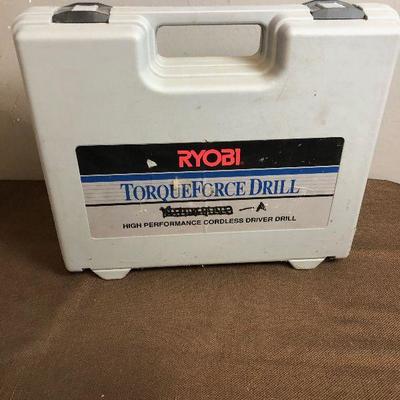 RYOBI
TORQUEFORCE DRILL
A
HIGH PERFORMANCE CORDLESS DRIVER DRILL